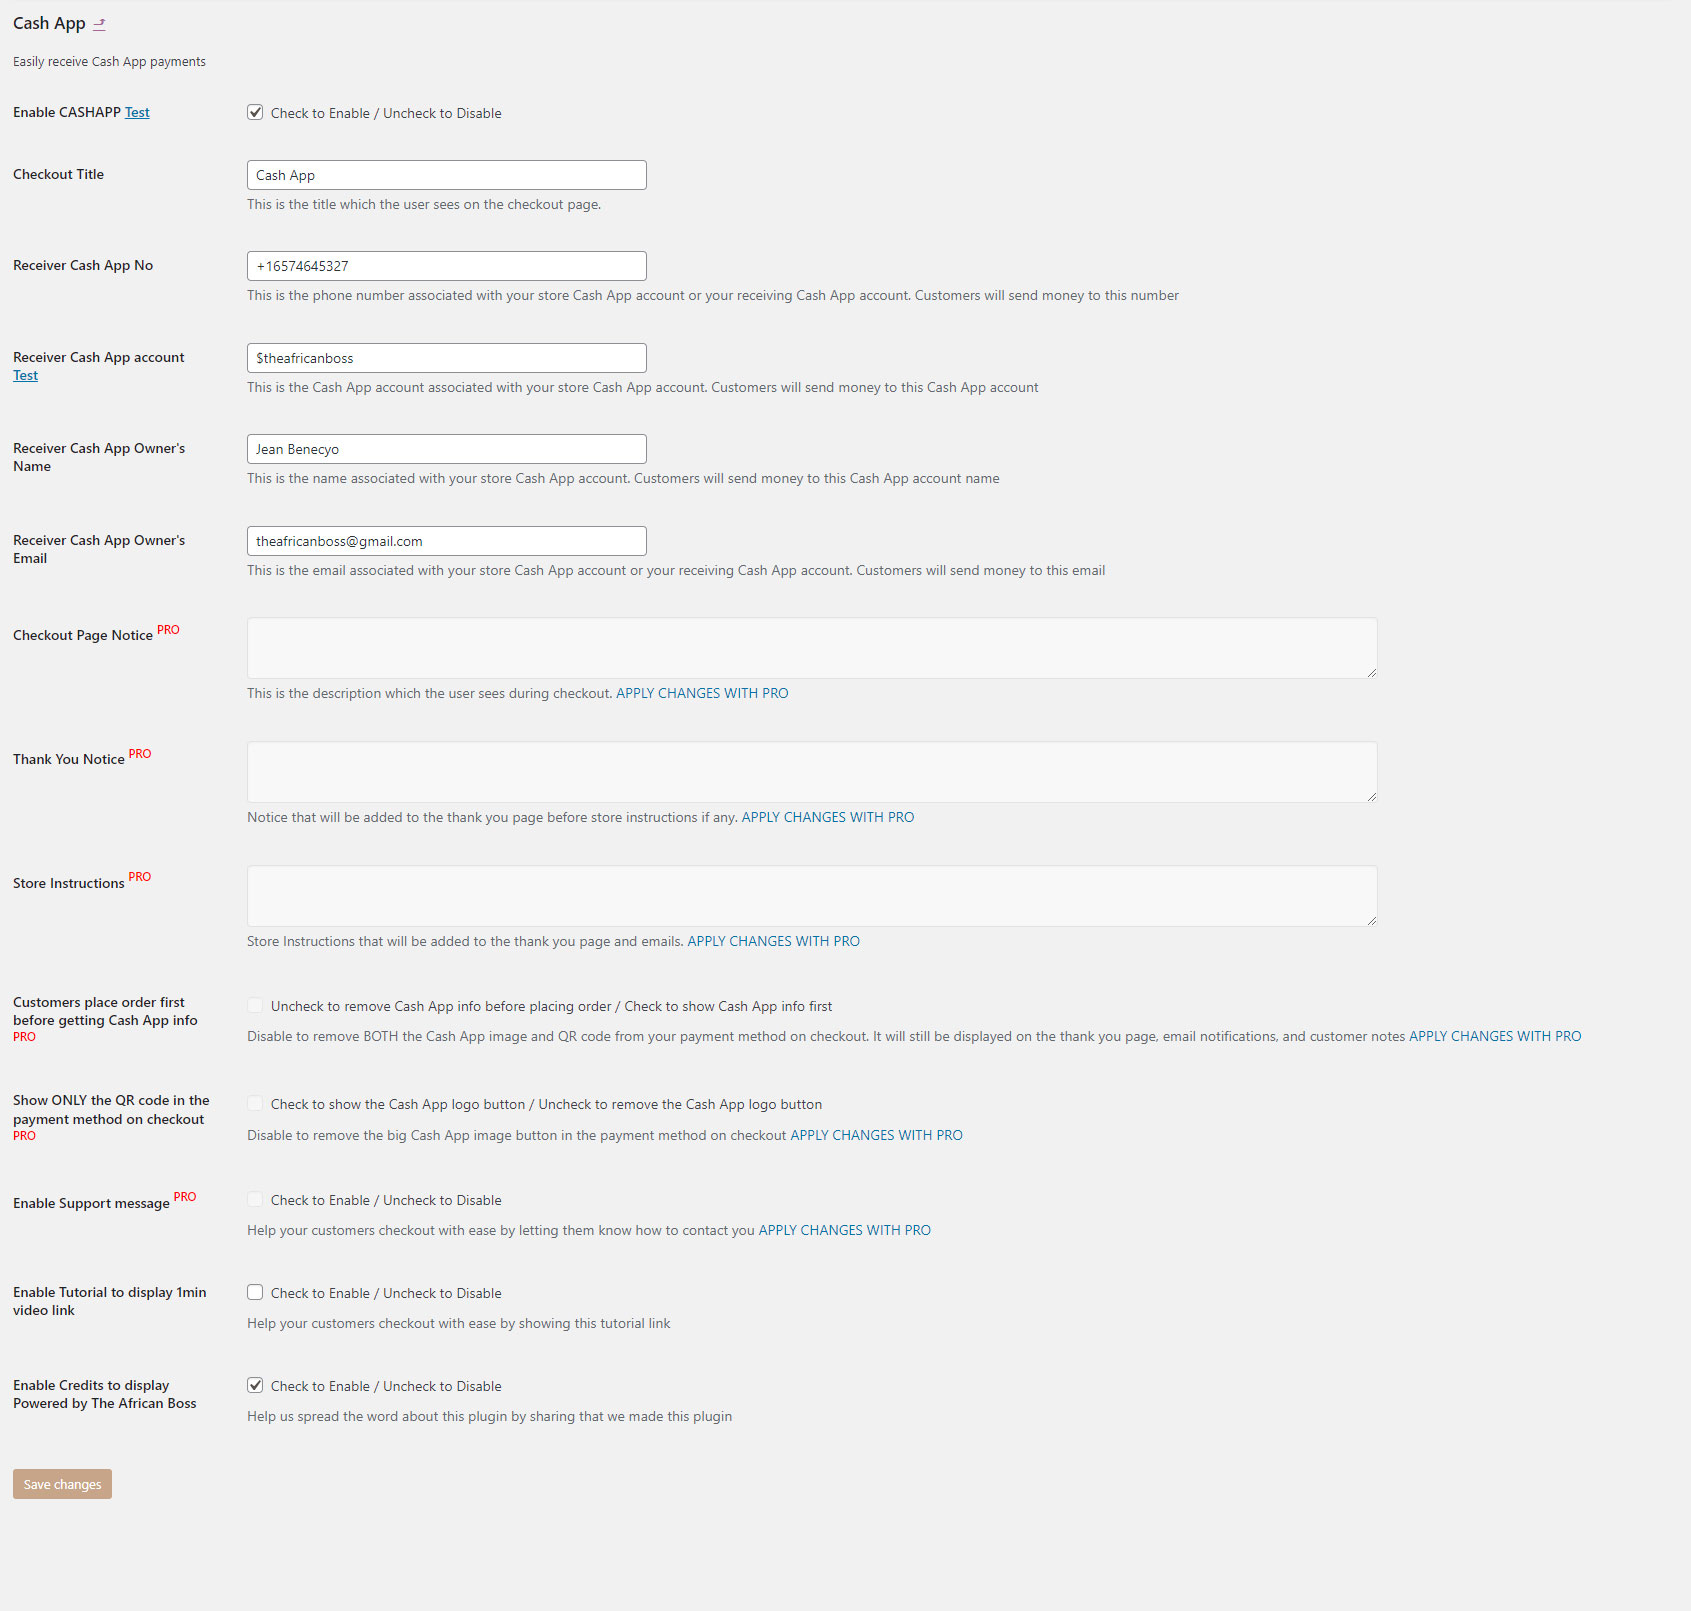 Cash App
Easily receive Cash App payments
Enable CASHAPP Test
Check to Enable / Uncheck to Disable
Checkout Title
Cash App
This is the title which the user sees on the checkout page.
Receiver Cash App No
+16574645327
This is the phone number associated with your store Cash App account or your receiving Cash App account. Customers will send money to this number
Receiver Cash App account
Test
$theafricanboss
This is the Cash App account associated with your store Cash App account. Customers will send money to this Cash App account
Receiver Cash App Owner's
Name
Jean Benecyo
This is the name associated with your store Cash App account. Customers will send money to this Cash App account name
Receiver Cash App Owner's
Email
theafricanboss@gmail.com
This is the email associated with your store Cash App account or your receiving Cash App account. Customers will send money to this email
Checkout Page Notice PRO
This is the description which the user sees during checkout. APPLY CHANGES WITH PRO
Thank You Notice PRO
Notice that will be added to the thank you page before store instructions if any. APPLY CHANGES WITH PRO
Store Instructions PRO
Store Instructions that will be added to the thank you page and emails. APPLY CHANGES WITH PRO
Customers place order first
before getting Cash App info
PRO
Uncheck to remove Cash App info before placing order / Check to show Cash App info first
Disable to remove BOTH the Cash App image and QR code from your payment method on checkout. It will still be displayed on the thank you page, email notifications, and customer notes APPLY CHANGES WITH PRO
Show ONLY the QR code in the
payment method on checkout
PRO
Check to show the Cash App logo button / Uncheck to remove the Cash App logo button
Disable to remove the big Cash App image button in the payment method on checkout APPLY CHANGES WITH PRO
Enable Support message PRO
Check to Enable / Uncheck to Disable
Help your customers checkout with ease by letting them know how to contact you APPLY CHANGES WITH PRO
Enable Tutorial to display 1min
video link
Check to Enable / Uncheck to Disable
Help your customers checkout with ease by showing this tutorial link
Enable Credits to display
Powered by The African Boss
Check to Enable / Uncheck to Disable
Help us spread the word about this plugin by sharing that we made this plugin
Save changes